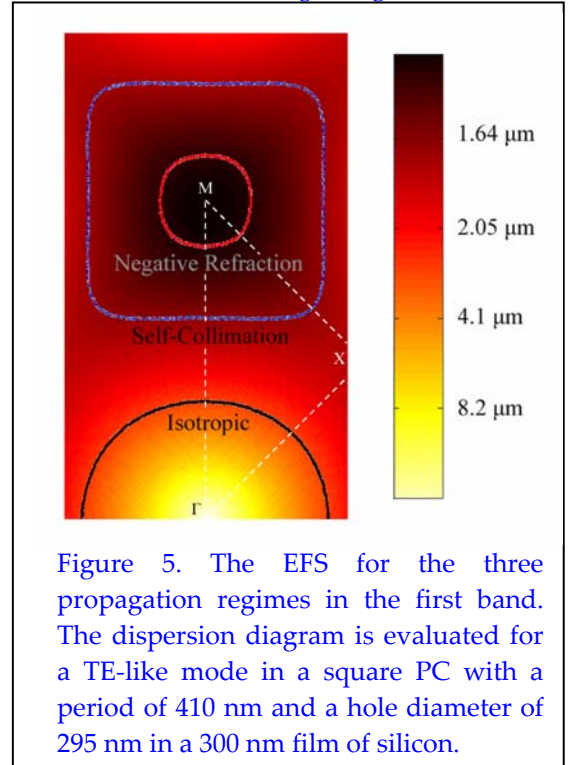 M
Negative Refraction
Self-Collimation
X
Isotropic
Γ
1.64 μm
2.05 μm
4.1 μm
8.2 μm
Figure 5. The EFS for the three
propagation regimes in the first band.
The dispersion diagram is evaluated for
a TE-like mode in a square PC with a
period of 410 nm and a hole diameter of
295 nm in a 300 nm film of silicon.